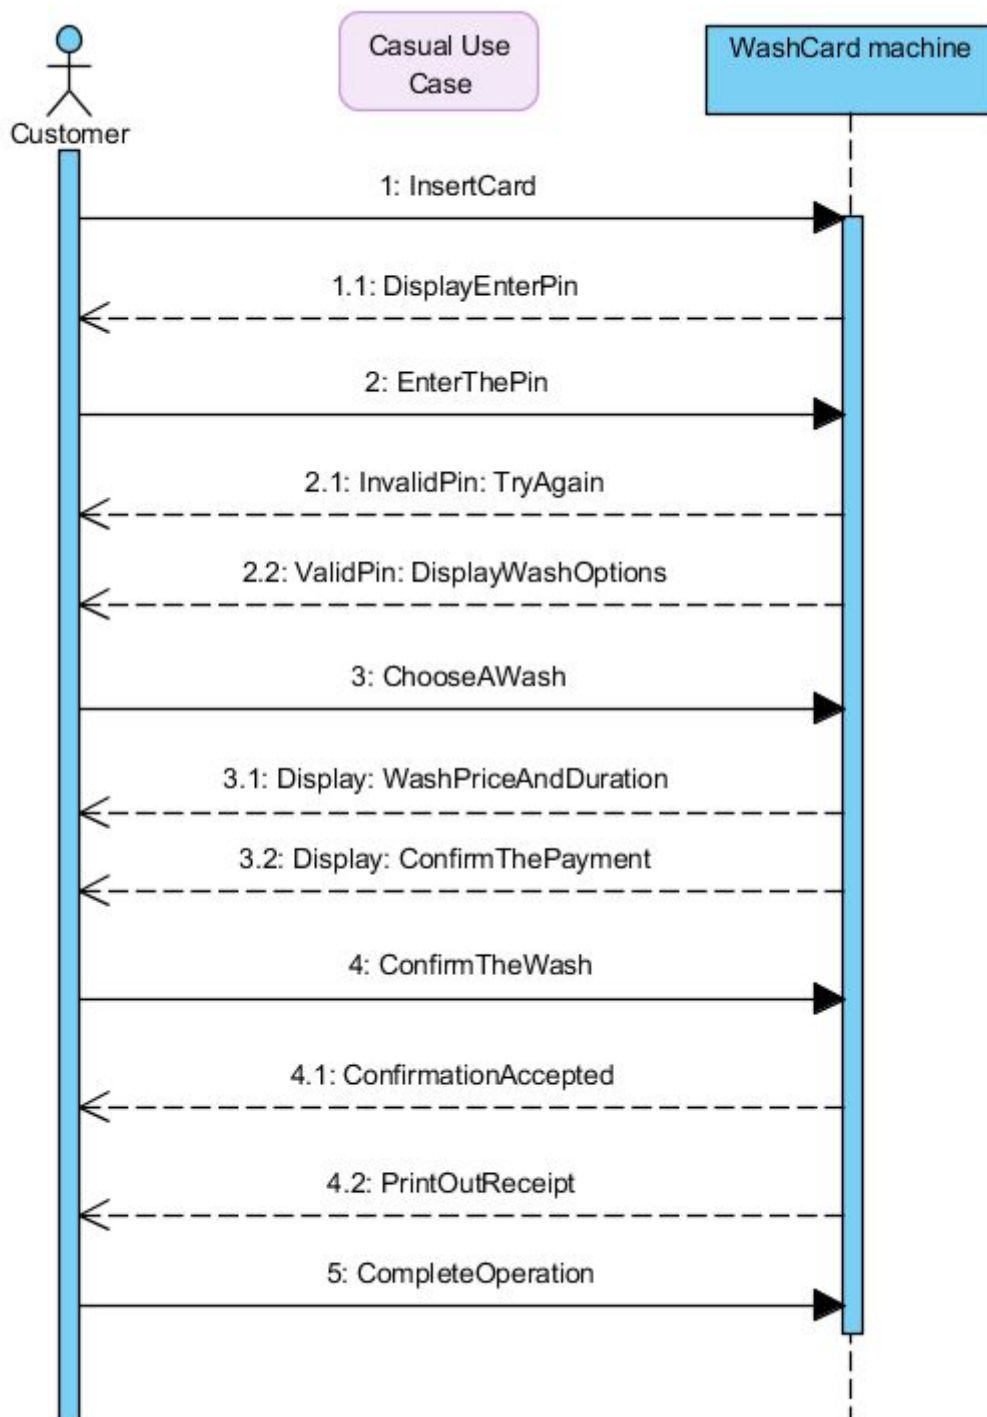 Casual Use
Case
WashCard machine
Customer
1: InsertCard
1.1: DisplayEnterPin
2: EnterThePin
2.1: InvalidPin: TryAgain
2.2: ValidPin: DisplayWashOptions
3: ChooseAWash
3.1: Display: WashPriceAndDuration
3.2: Display: ConfirmThePayment
4: ConfirmTheWash
4.1: ConfirmationAccepted
4.2: PrintOutReceipt
5: CompleteOperation